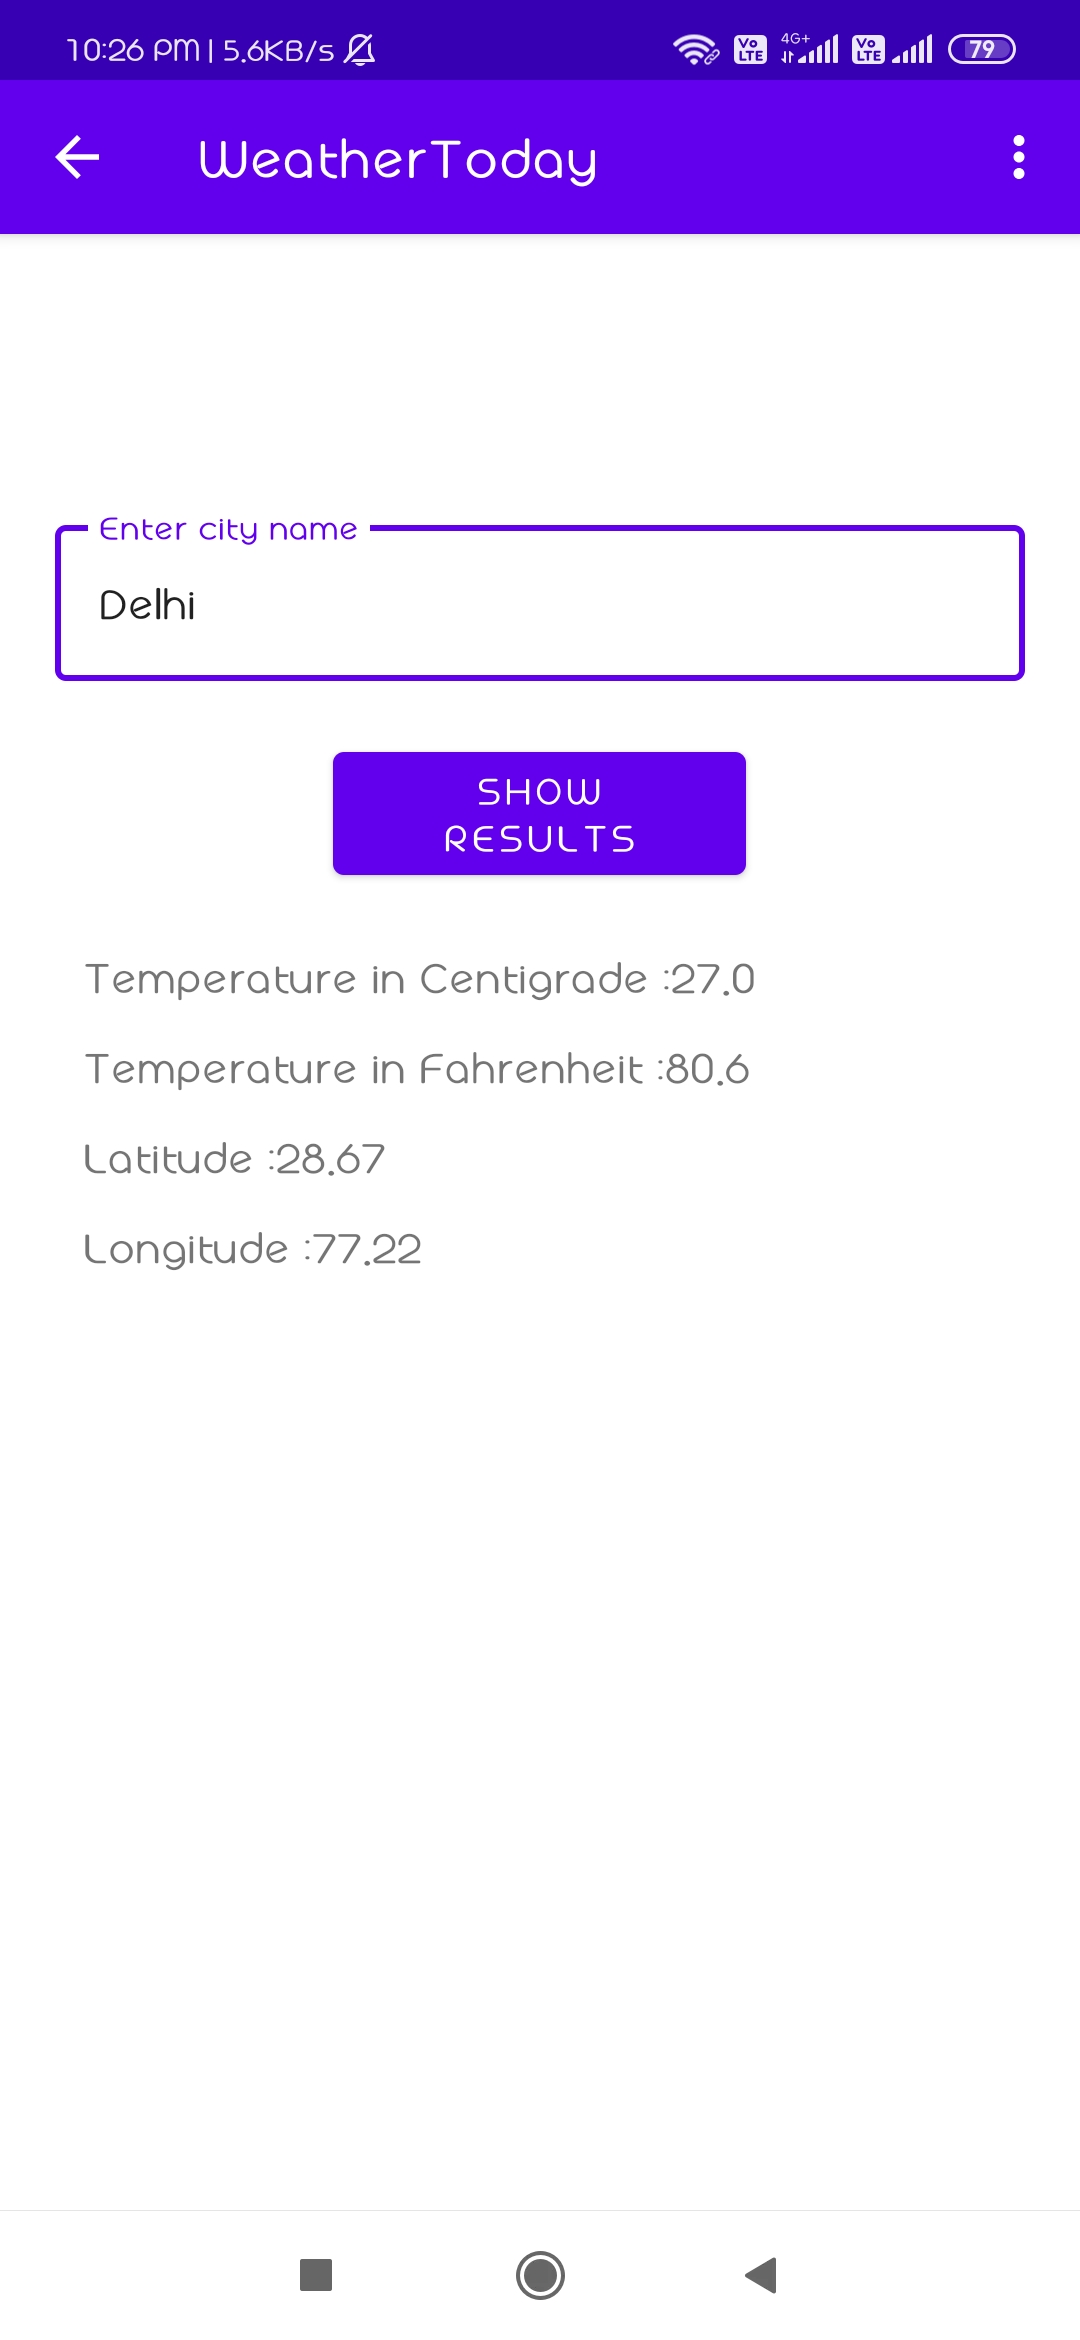 10:26 PM | 5.6KB/s Vo LTE 4G+ Vo LTE 79
WeatherToday
Enter city name
Delhi
SHOW
RESULTS
Temperature in Centigrade :27.0
Temperature in Fahrenheit :80.6
Latitude :28.67
Longitude :77.22